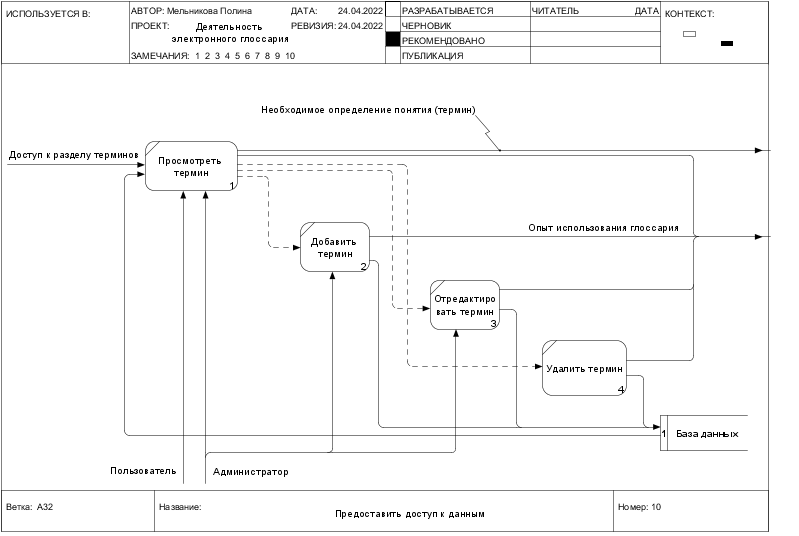 ИСПОЛЬЗУЕТСЯ В:
АВТОР: Мельникова Полина
ДАТА: 24.04.2022
ПРОЕКТ: Деятельность
электронного глоссария
РЕВИЗИЯ: 24.04.2022
ЗАМЕЧАНИЯ: 1 2 3 4 5 6 7 8 9 10
РАЗРАБАТЫВАЕТСЯ
ЧЕРНОВИК
РЕКОМЕНДОВАНО
ПУБЛИКАЦИЯ
ЧИТАТЕЛЬ
ДАТА
КОНТЕКСТ:
Необходимое определение понятия (термин)
Доступ к разделу терминов
Просмотреть
термин
1
Опыт использования глоссария
Добавить
термин
2
Отредактиро
вать термин
3
Удалить термин
4
1
База данных
Пользователь
Администратор
Ветка: A32
Название:
Предоставить доступ к данным
Номер: 10